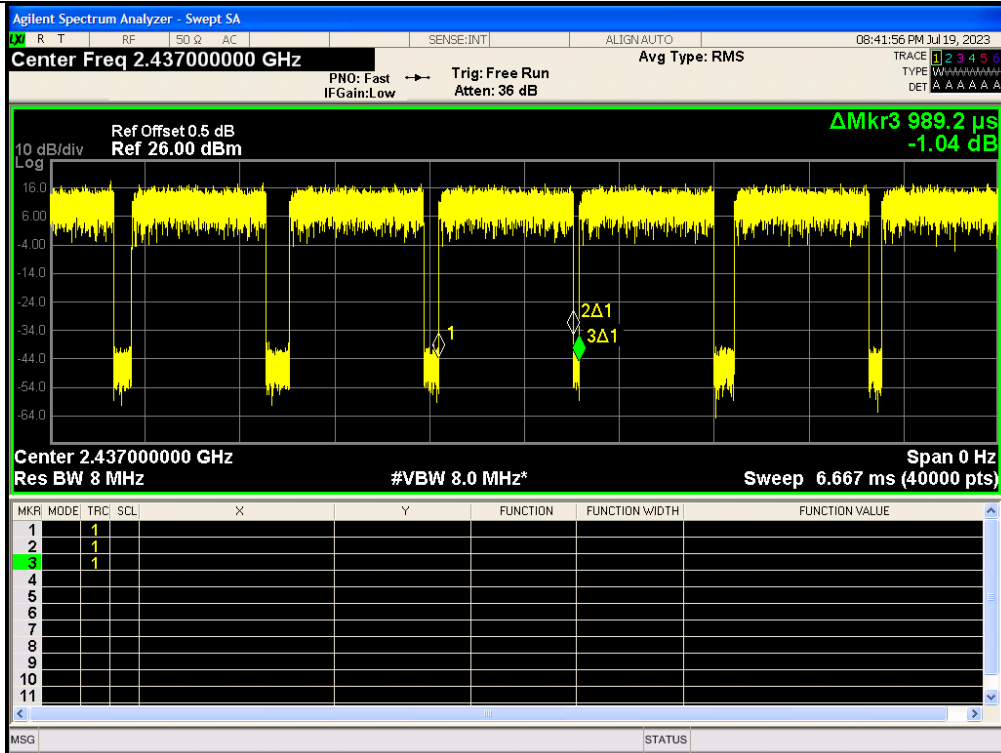 Agilent Spectrum Analyzer - Swept SA
LXI R T RF 50 Ω AC SENSE:INT ALIGN AUTO 08:41:56 PM Jul 19, 2023
Center Freq 2.437000000 GHz
Avg Type: RMS
TRACE 1 2 3 4 5 6
PNO: Fast Trig: Free Run
TYPE W
IFGain:Low Atten: 36 dB
DET A A A A A A
ΔMkr3 989.2 µs
-1.04 dB
Ref Offset 0.5 dB
10 dB/div Ref 26.00 dBm
Log
16.0
6.00
-4.00
-14.0
-24.0
2Δ1
-34.0
1
3Δ1
-44.0
-54.0
-64.0
Center 2.437000000 GHz Span 0 Hz
Res BW 8 MHz #VBW 8.0 MHz* Sweep 6.667 ms (40000 pts)
MKR MODE TRC SCL X Y FUNCTION FUNCTION WIDTH FUNCTION VALUE
1 1
2 1
3 1
4
5
6
7
8
9
10
11
MSG STATUS